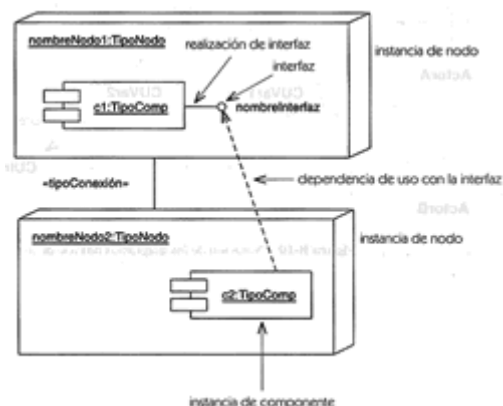 nombreNodo1:TipoNodo
realización de interfaz
instancia de nodo
interfaz
c1:TipoComp
nombreInterfaz
«tipoConexión»
dependencia de uso con la interfaz
nombreNodo2:TipoNodo
instancia de nodo
c2:TipoComp
instancia de componente